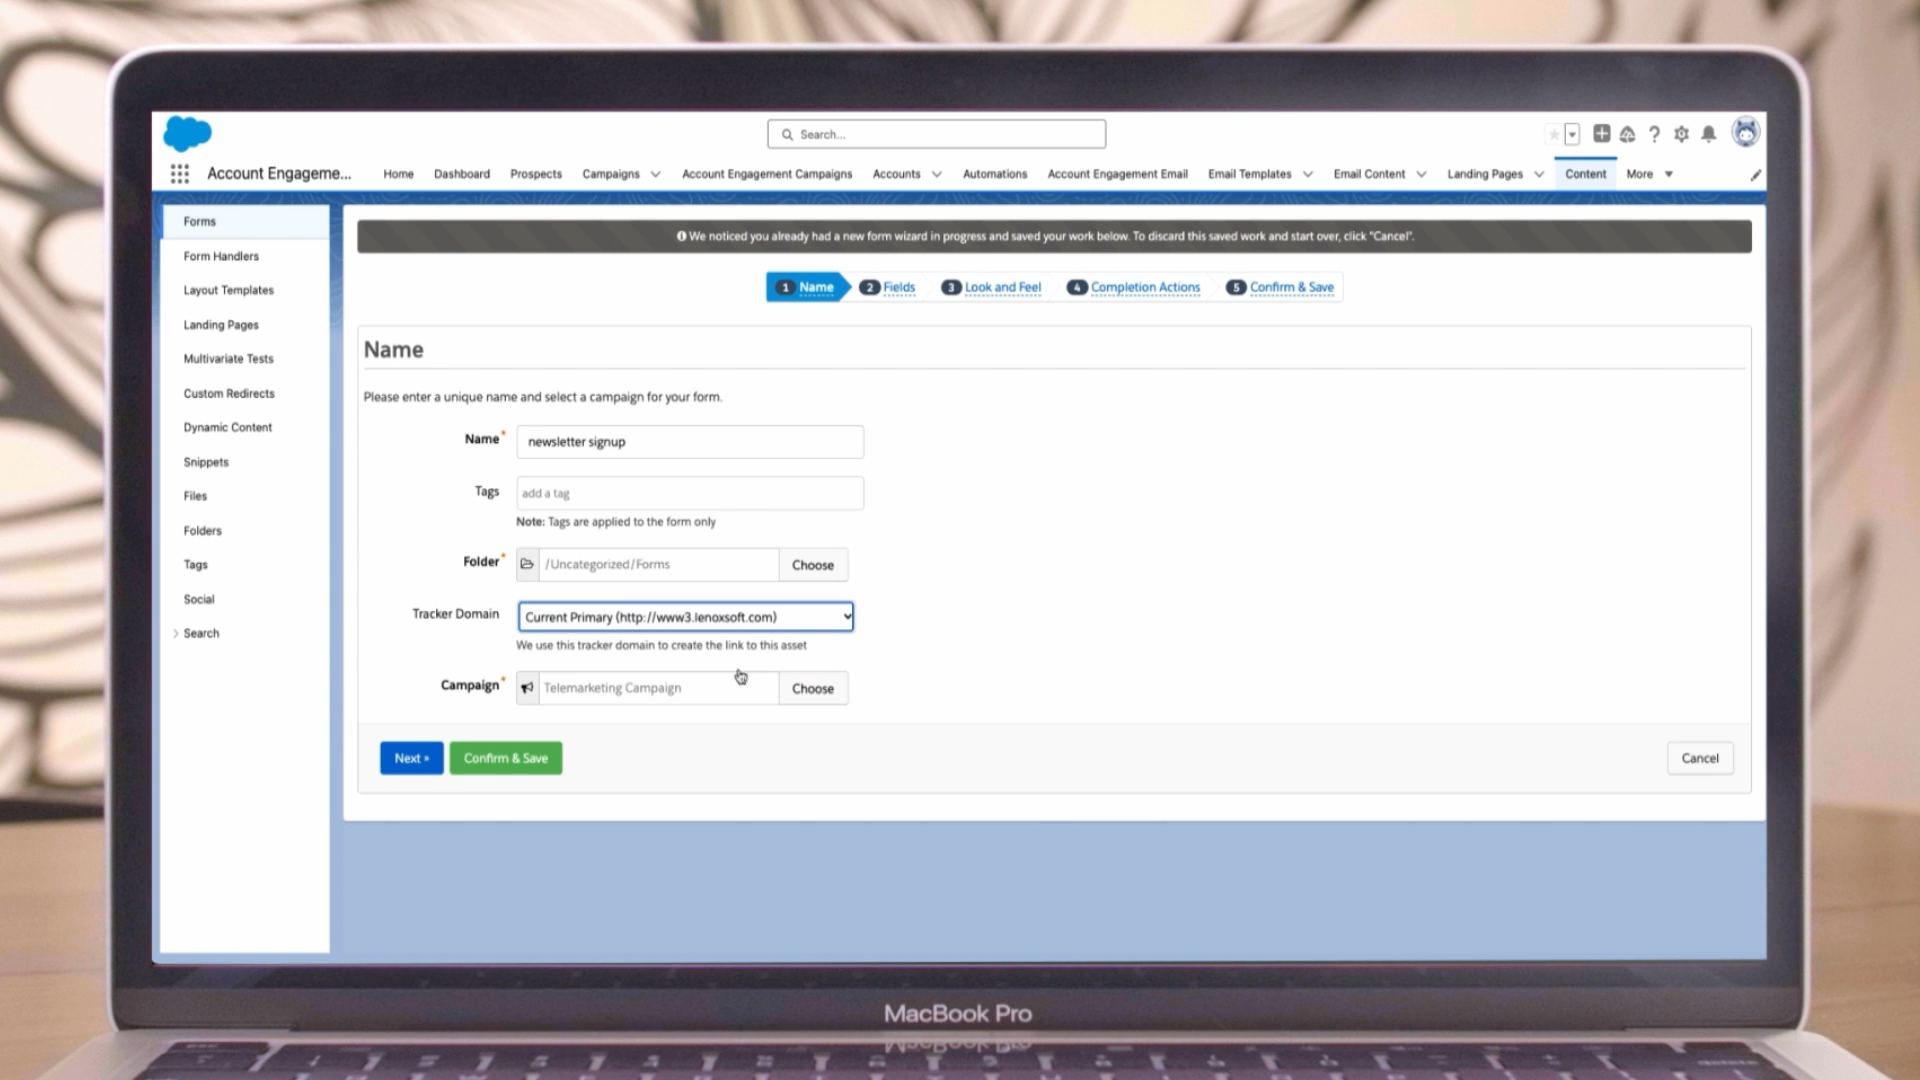 Search...
Account Engageme...
Home
Dashboard
Prospects
Campaigns
Account Engagement Campaigns
Accounts
Automations
Account Engagement Email
Email Templates
Email Content
Landing Pages
Content
More
Forms
Form Handlers
Layout Templates
Landing Pages
Multivariate Tests
Custom Redirects
Dynamic Content
Snippets
Files
Folders
Tags
Social
Search
We noticed you already had a new form wizard in progress and saved your work below. To discard this saved work and start over, click "Cancel".
1 Name
2 Fields
3 Look and Feel
4 Completion Actions
5 Confirm & Save
Name
Please enter a unique name and select a campaign for your form.
Name* newsletter signup
Tags add a tag
Note: Tags are applied to the form only
Folder* /Uncategorized/Forms Choose
Tracker Domain Current Primary (http://www3.lenoxsoft.com)
We use this tracker domain to create the link to this asset
Campaign* Telemarketing Campaign Choose
Next »
Confirm & Save
Cancel
MacBook Pro